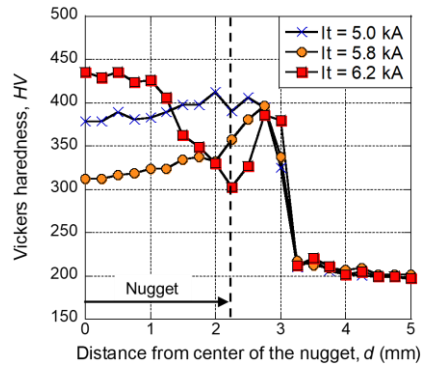 450
400
350
300
250
200
150
Vickers haredness, HV
It = 5.0 kA
It = 5.8 kA
It = 6.2 kA
Nugget
0
1
2
3
4
5
Distance from center of the nugget, d (mm)